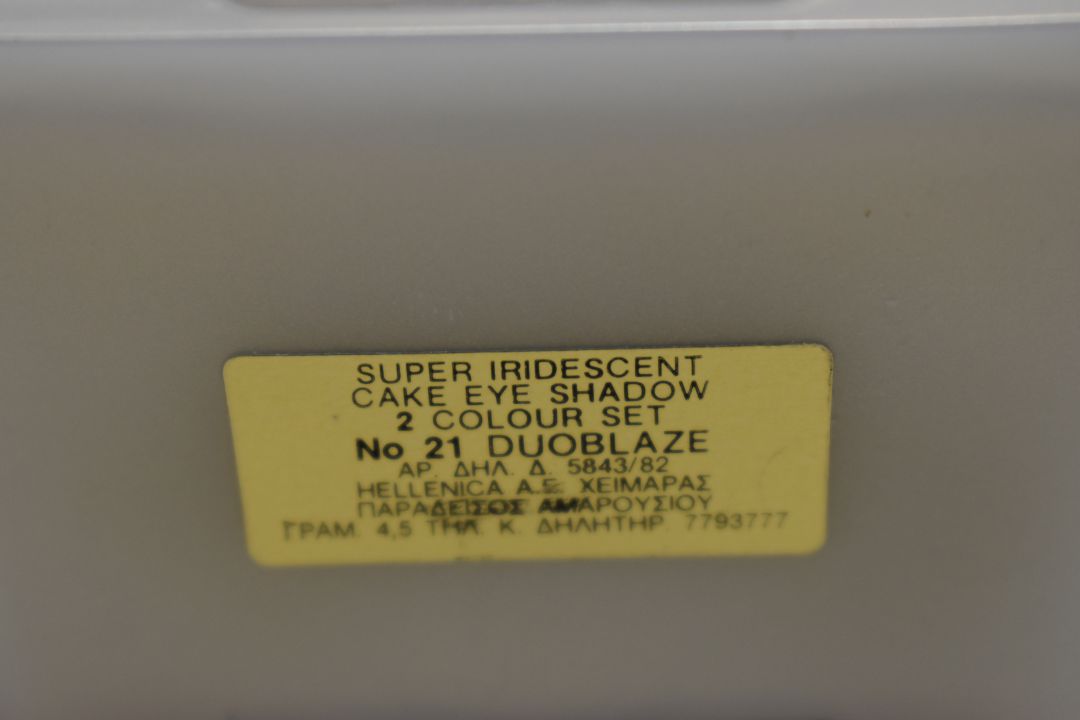 SUPER IRIDESCENT
CAKE EYE SHADOW
2 COLOUR SET
No 21 DUOBLAZE
ΑΡ. ΔΗΛ. Δ. 5843/82
HELLENICA A.E. ΧΕΙΜΑΡΑΣ
ΠΑΡΑΔΕΙΣΟΣ ΑΜΑΡΟΥΣΙΟΥ
ΓΡΑΜ. 4,5 ΤΗΛ. Κ. ΔΗΛΗΤΗΡ. 7793777